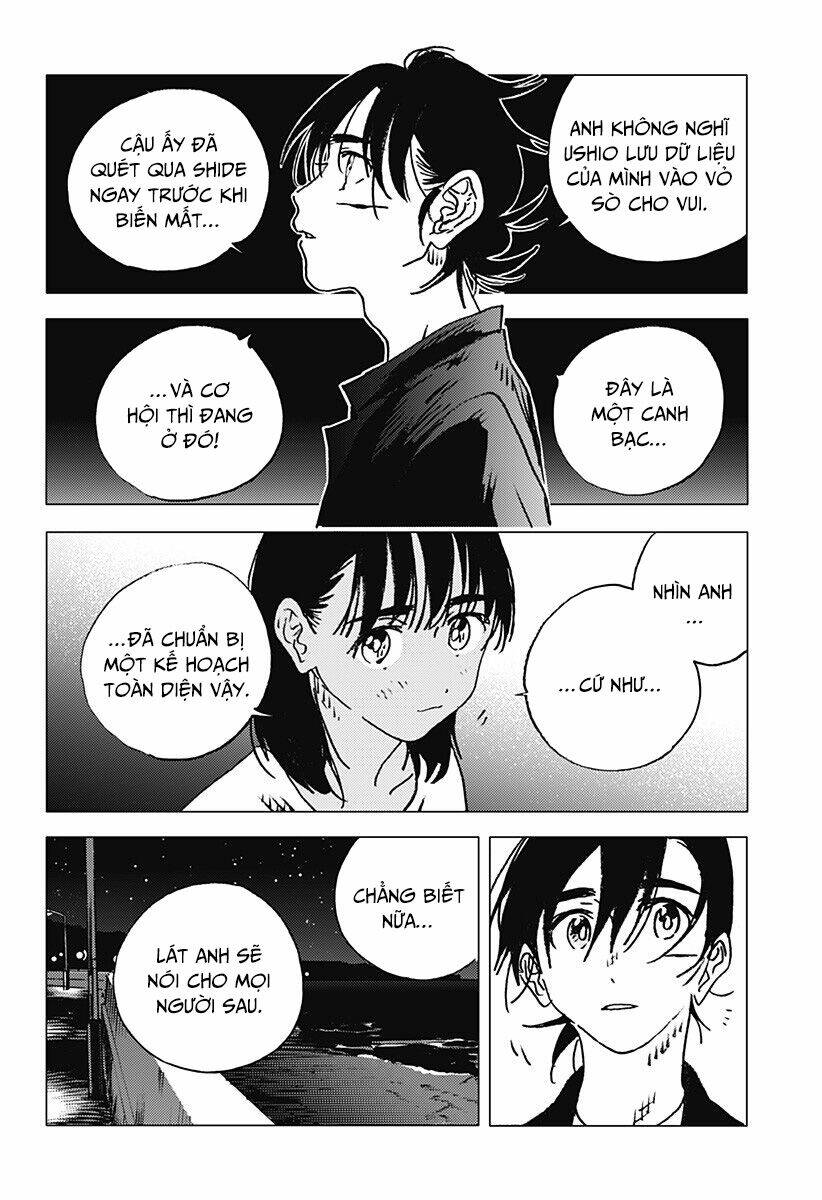 ANH KHÔNG NGHĨ
USHIO LƯU DỮ LIỆU
CỦA MÌNH VÀO VỎ
SÒ CHO VUI.
CẬU ẤY ĐÃ
QUÉT QUA SHIDE
NGAY TRƯỚC KHI
BIẾN MẤT...
ĐÂY LÀ
MỘT CANH
BẠC...
...VÀ CƠ
HỘI THÌ ĐANG
Ở ĐÓ!
NHÌN ANH
...
...CỨ NHƯ...
...ĐÃ CHUẨN BỊ
MỘT KẾ HOẠCH
TOÀN DIỆN VẬY.
CHẲNG BIẾT
NỮA...
LÁT ANH SẼ
NÓI CHO MỌI
NGƯỜI SAU.